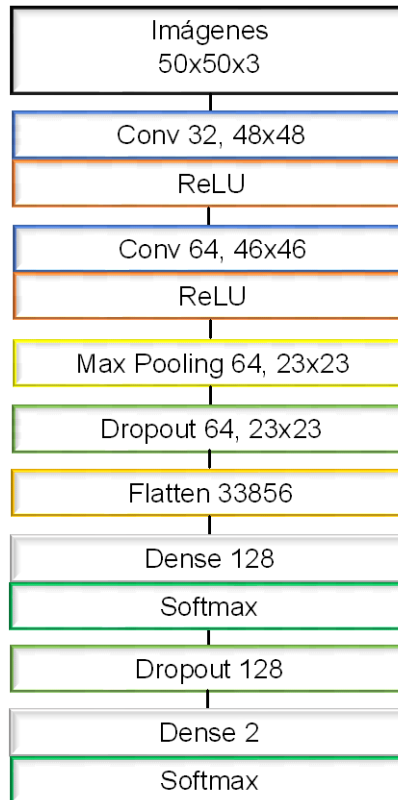 Imágenes
50x50x3
Conv 32, 48x48
ReLU
Conv 64, 46x46
ReLU
Max Pooling 64, 23x23
Dropout 64, 23x23
Flatten 33856
Dense 128
Softmax
Dropout 128
Dense 2
Softmax